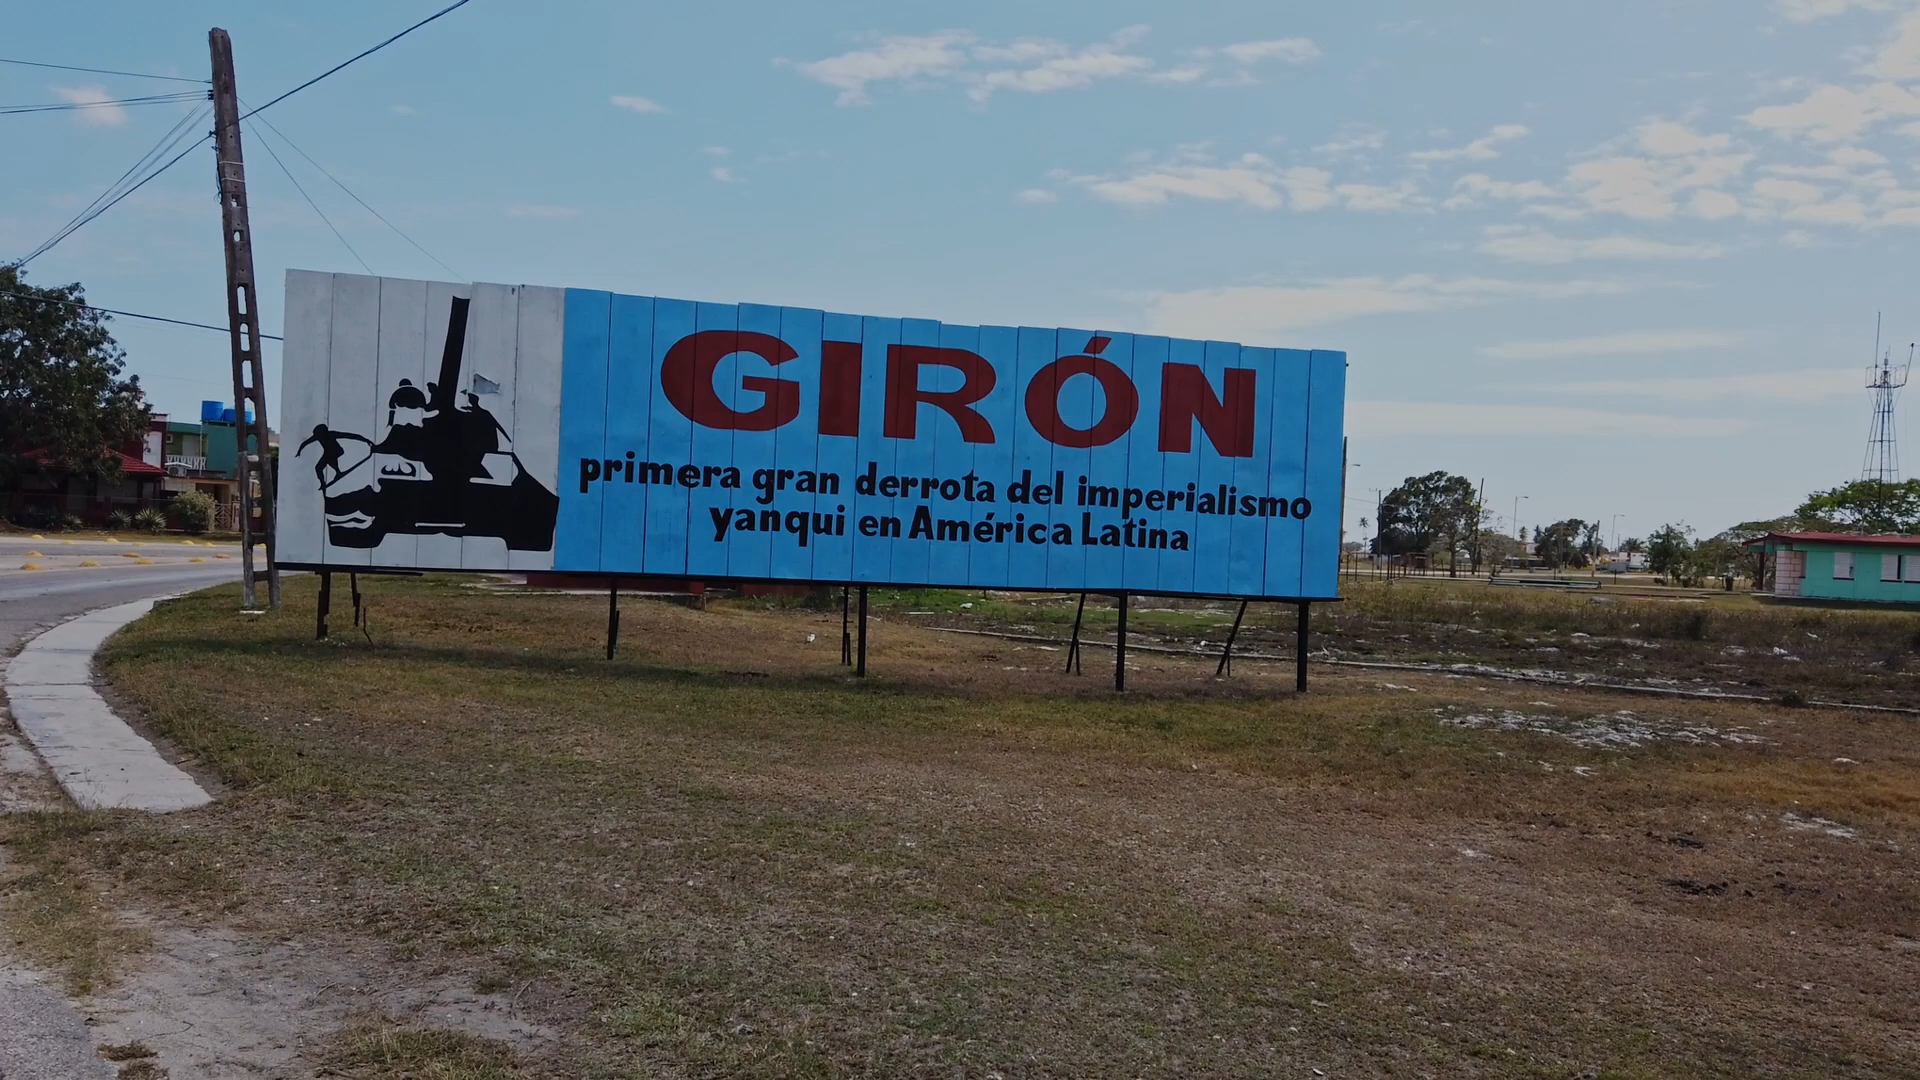 GIRÓN
primera gran derrota del imperialismo
yanqui en América Latina